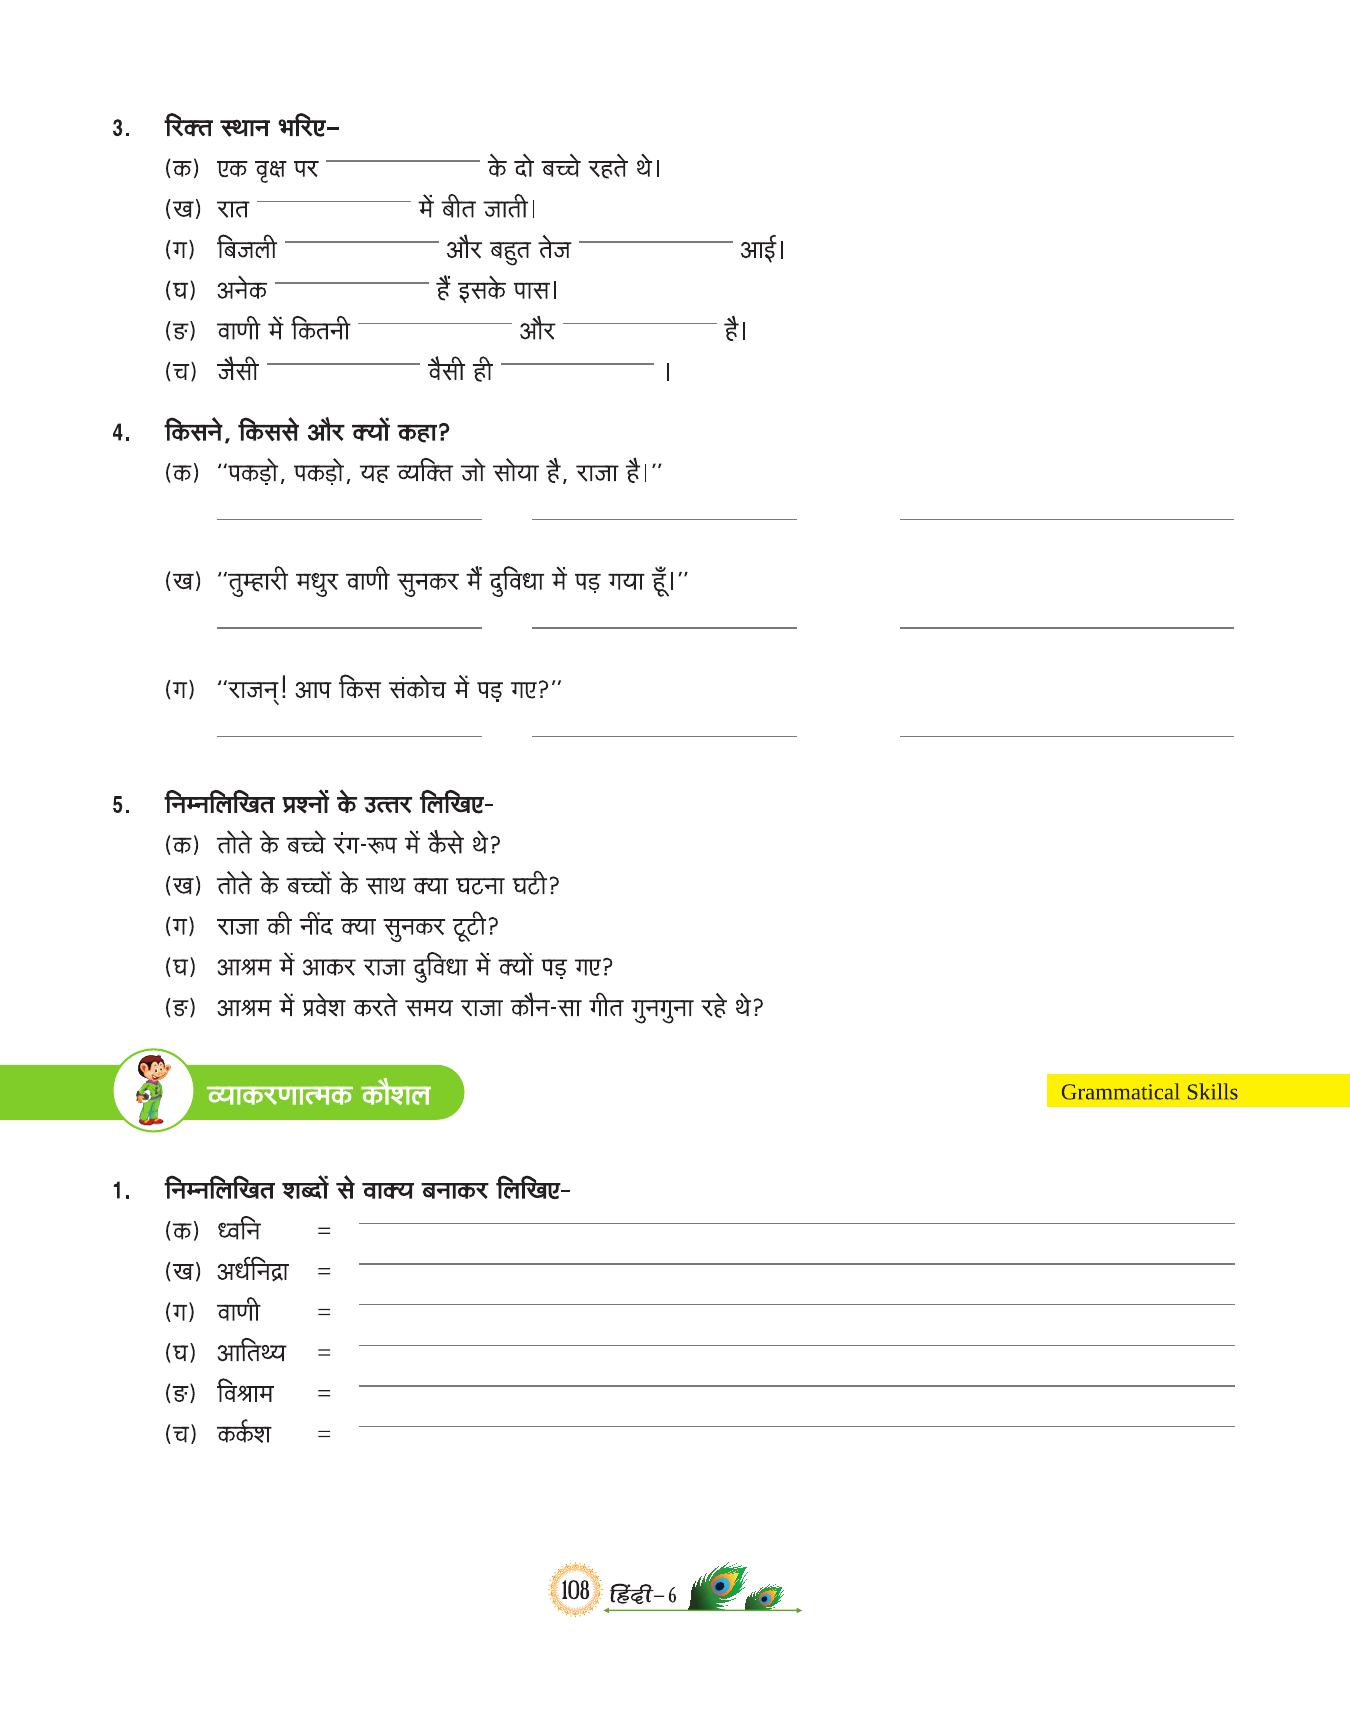 3. रिक्त स्थान भरिए–
(क) एक वृक्ष पर ____________ के दो बच्चे रहते थे।
(ख) रात ____________ में बीत जाती।
(ग) बिजली ____________ और बहुत तेज ____________ आई।
(घ) अनेक ____________ हैं इसके पास।
(ङ) वाणी में कितनी ____________ और ____________ है।
(च) जैसी ____________ वैसी ही ____________ ।
4. किसने, किससे और क्यों कहा?
(क) ‘‘पकड़ो, पकड़ो, यह व्यक्ति जो सोया है, राजा है।’’
(ख) ‘‘तुम्हारी मधुर वाणी सुनकर मैं दुविधा में पड़ गया हूँ।’’
(ग) ‘‘राजन्! आप किस संकोच में पड़ गए?’’
5. निम्नलिखित प्रश्नों के उत्तर लिखिए-
(क) तोते के बच्चे रंग-रूप में कैसे थे?
(ख) तोते के बच्चों के साथ क्या घटना घटी?
(ग) राजा की नींद क्या सुनकर टूटी?
(घ) आश्रम में आकर राजा दुविधा में क्यों पड़ गए?
(ङ) आश्रम में प्रवेश करते समय राजा कौन-सा गीत गुनगुना रहे थे?
व्याकरणात्मक कौशल
Grammatical Skills
1. निम्नलिखित शब्दों से वाक्य बनाकर लिखिए-
(क) ध्वनि =
(ख) अर्धनिद्रा =
(ग) वाणी =
(घ) आतिथ्य =
(ङ) विश्राम =
(च) कर्कश =
108 हिंदी–6